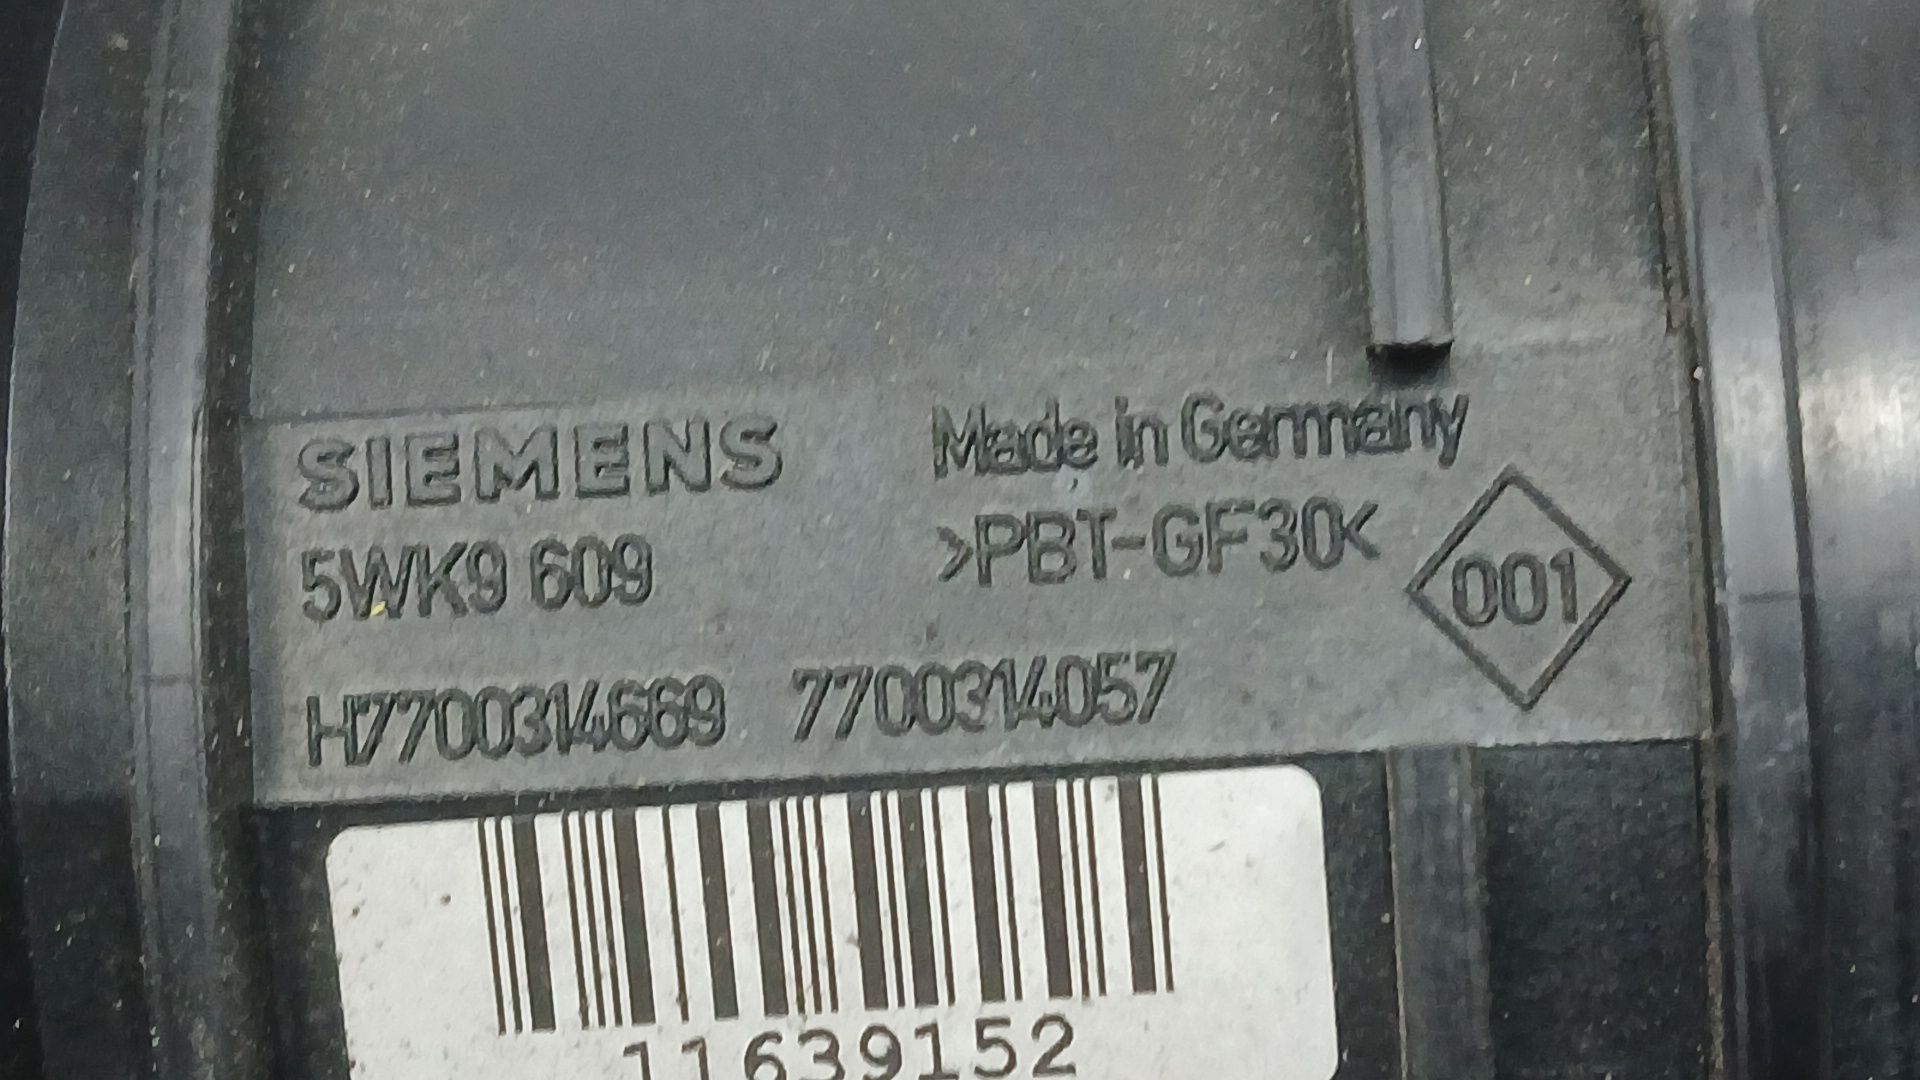 SIEMENS Made in Germany
5WK9 609 >PBT-GF30< 001
H7700314669 7700314057
11639152